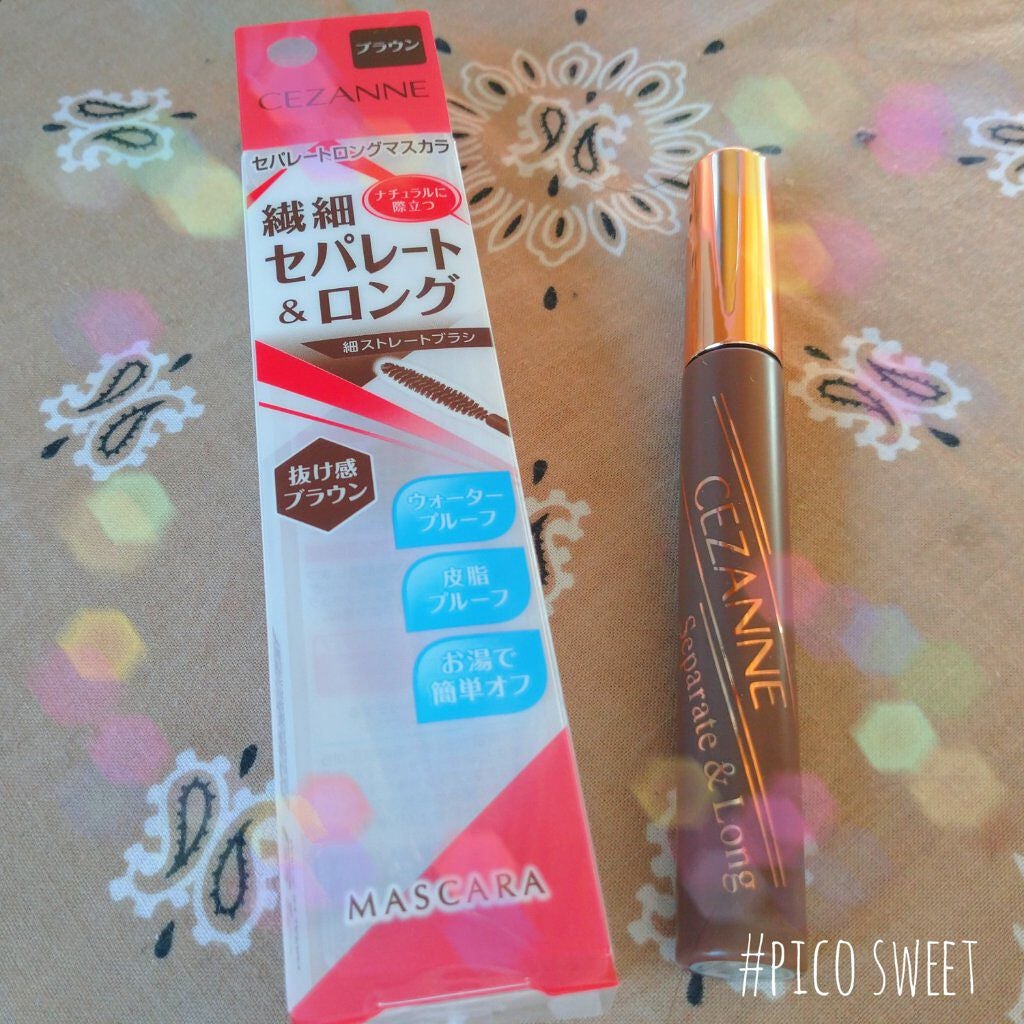 ブラウン
CEZANNE
セパレートロングマスカラ
ナチュラルに
際立つ
繊細
セパレート
&ロング
細ストレートブラシ
抜け感
ブラウン
ウォーター
プルーフ
皮脂
プルーフ
お湯で
簡単オフ
MASCARA
CEZANNE
Separate & Long
#PICO SWEET